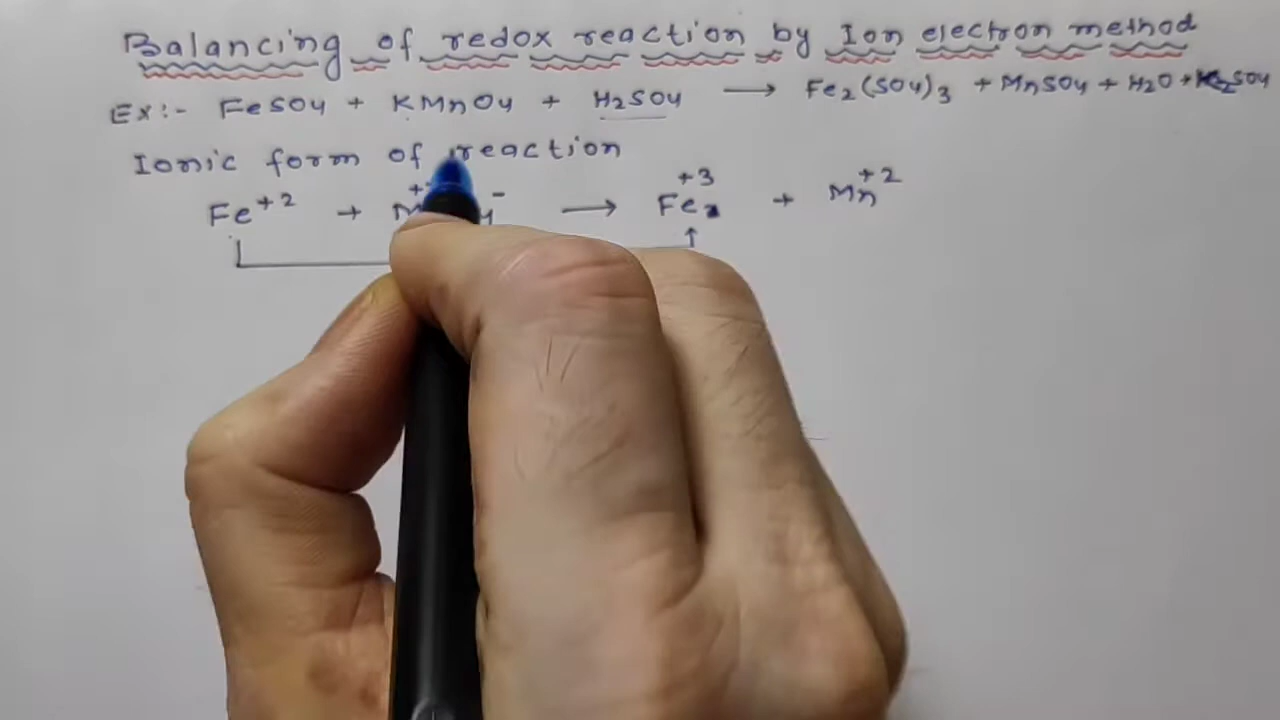 Balancing of redox reaction by Ion electron method
Ex:- FeSO4 + KMnO4 + H2SO4 → Fe2(SO4)3 + MnSO4 + H2O + K2SO4
Ionic form of reaction
Fe+2 + → Fe+3 + Mn+2